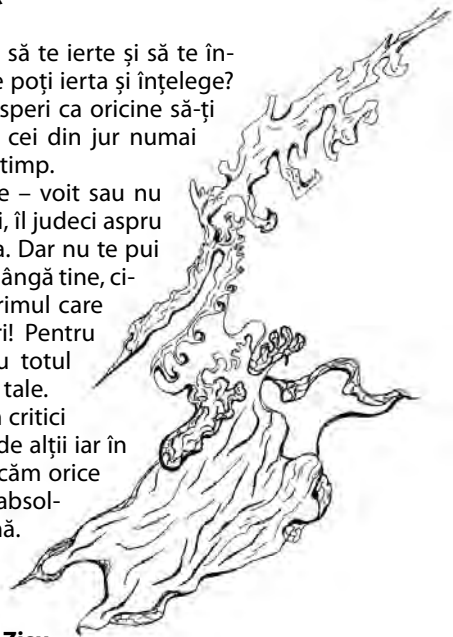 să te ierte și să te în-
poți ierta și înțelege?
speri ca oricine să-ți
cei din jur numai
timp.
e – voit sau nu
i, îl judeci aspru
a. Dar nu te pui
ângă tine, ci-
rimul care
ri! Pentru
u totul
tale.
critici
de alții iar în
căm orice
absol-
nă.